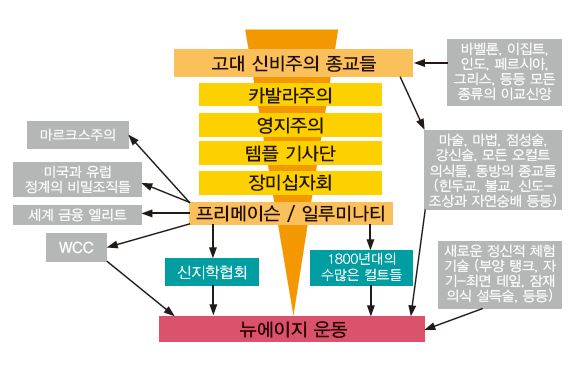 고대 신비주의 종교들
바벨론, 이집트,
인도, 페르시아,
그리스, 등등 모든
종류의 이교신앙
카발라주의
영지주의
템플 기사단
장미십자회
프리메이슨 / 일루미나티
마르크스주의
미국과 유럽
정계의 비밀조직들
세계 금융 엘리트
WCC
마술, 마법, 점성술,
강신술, 모든 오컬트
의식들, 동방의 종교들
(힌두교, 불교, 신도–
조상과 자연숭배 등등)
신지학협회
1800년대의
수많은 컬트들
새로운 정신적 체험
기술 (부양 탱크, 자
기–최면 테잎, 잠재
의식 설득술, 등등)
뉴에이지 운동